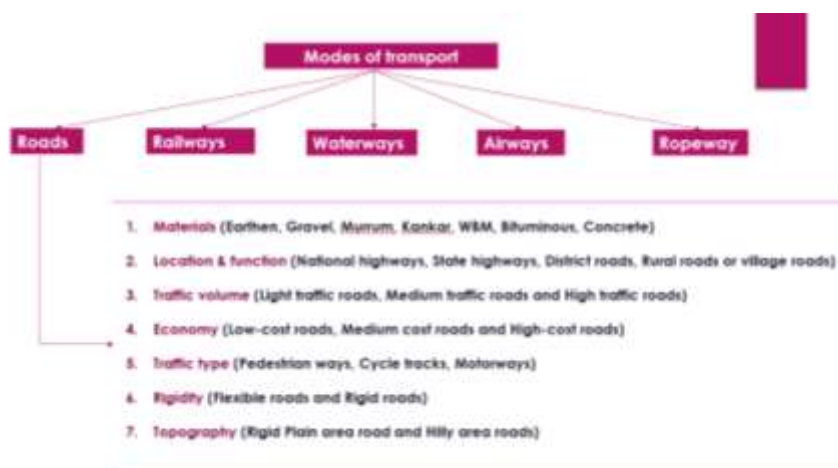 Modes of transport
Roads Railways Waterways Airways Ropeway
1. Materials (Earthen, Gravel, Murrum, Kankar, WBM, Bituminous, Concrete)
2. Location & function (National highways, State highways, District roads, Rural roads or village roads)
3. Traffic volume (Light traffic roads, Medium traffic roads and High traffic roads)
4. Economy (Low-cost roads, Medium cost roads and High-cost roads)
5. Traffic type (Pedestrian ways, Cycle tracks, Motorways)
6. Rigidity (Flexible roads and Rigid roads)
7. Topography (Rigid Plain area road and Hilly area roads)